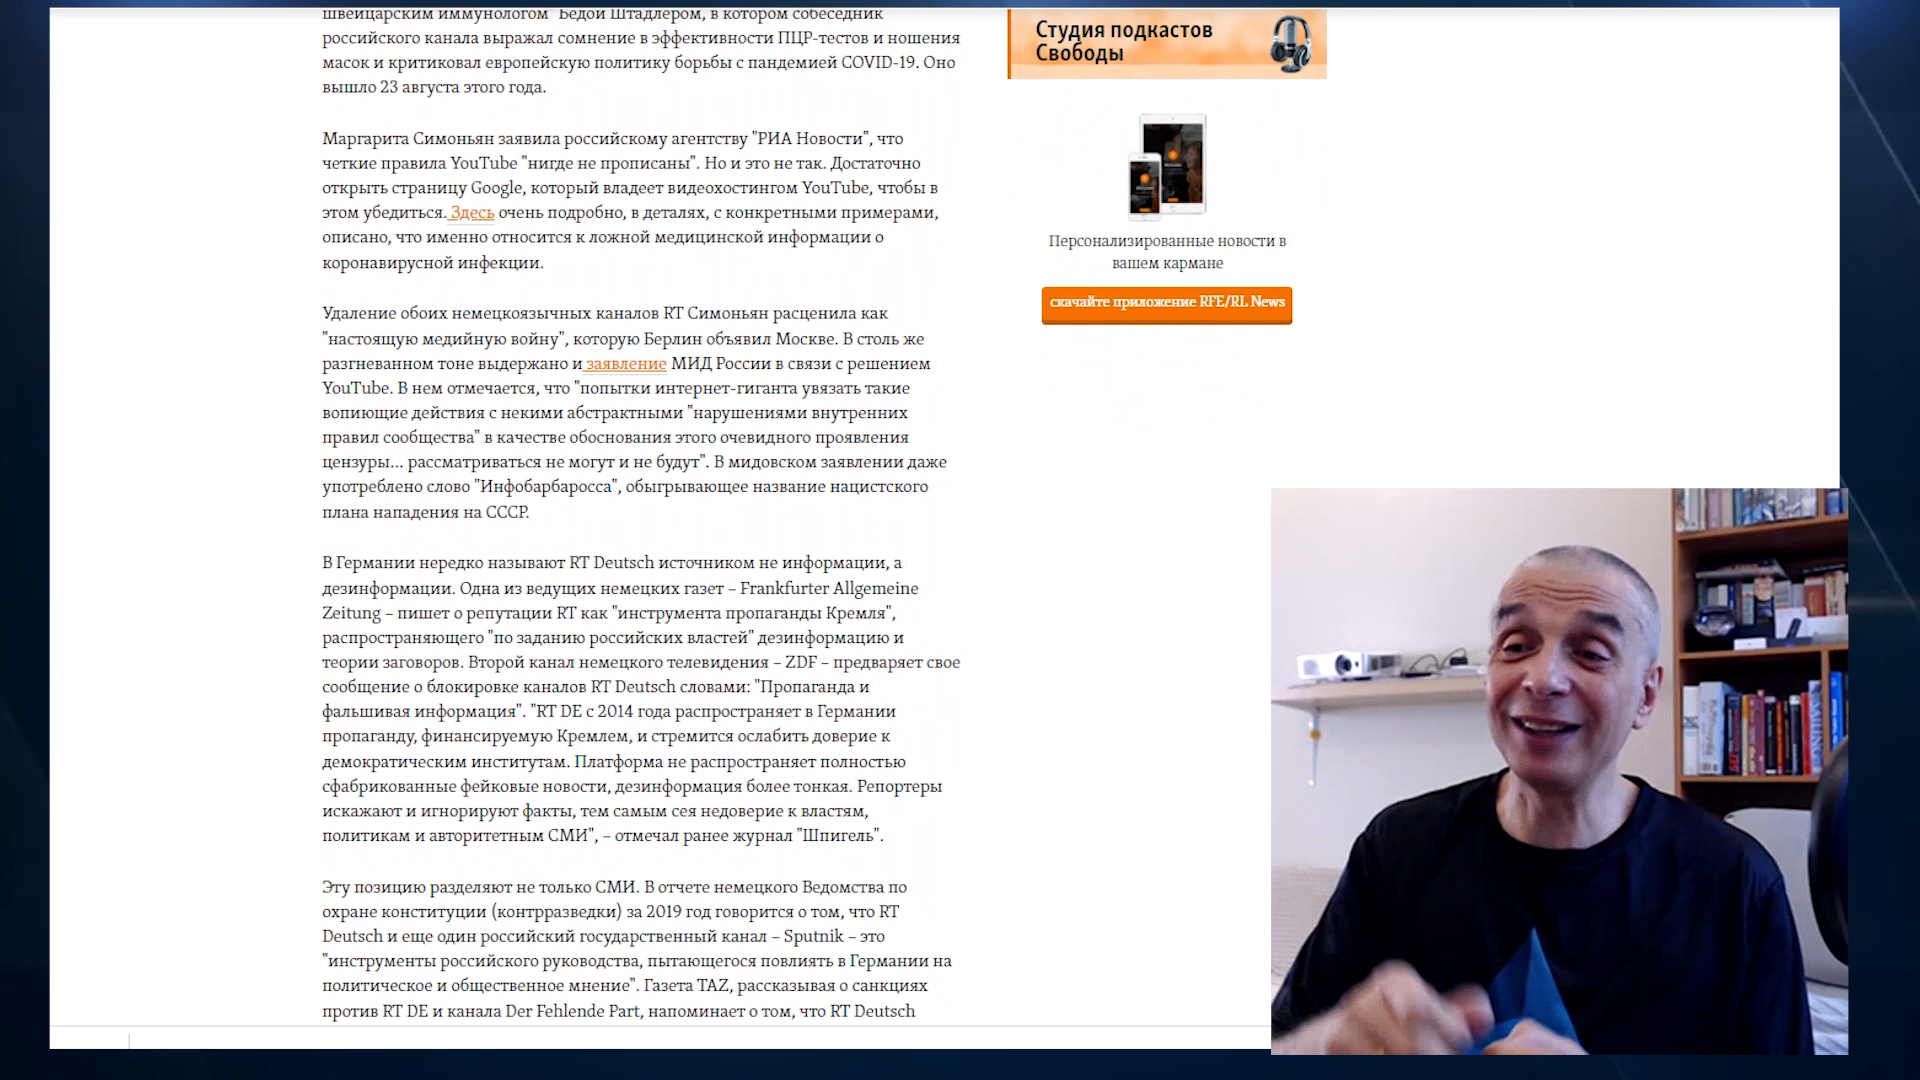 швейцарским иммунологом Бедой Штадлером, в котором собеседник
российского канала выражал сомнение в эффективности ПЦР-тестов и ношения
масок и критиковал европейскую политику борьбы с пандемией COVID-19. Оно
вышло 23 августа этого года.
Маргарита Симоньян заявила российскому агентству "РИА Новости", что
четкие правила YouTube "нигде не прописаны". Но и это не так. Достаточно
открыть страницу Google, который владеет видеохостингом YouTube, чтобы в
этом убедиться. Здесь очень подробно, в деталях, с конкретными примерами,
описано, что именно относится к ложной медицинской информации о
коронавирусной инфекции.
Удаление обоих немецкоязычных каналов RT Симоньян расценила как
"настоящую медийную войну", которую Берлин объявил Москве. В столь же
разгневанном тоне выдержано и заявление МИД России в связи с решением
YouTube. В нем отмечается, что "попытки интернет-гиганта увязать такие
вопиющие действия с некими абстрактными "нарушениями внутренних
правил сообщества" в качестве обоснования этого очевидного проявления
цензуры... рассматриваться не могут и не будут". В мидовском заявлении даже
употреблено слово "Инфобарбаросса", обыгрывающее название нацистского
плана нападения на СССР.
В Германии нередко называют RT Deutsch источником не информации, а
дезинформации. Одна из ведущих немецких газет – Frankfurter Allgemeine
Zeitung – пишет о репутации RT как "инструмента пропаганды Кремля",
распространяющего "по заданию российских властей" дезинформацию и
теории заговоров. Второй канал немецкого телевидения – ZDF – предваряет свое
сообщение о блокировке каналов RT Deutsch словами: "Пропаганда и
фальшивая информация". "RT DE с 2014 года распространяет в Германии
пропаганду, финансируемую Кремлем, и стремится ослабить доверие к
демократическим институтам. Платформа не распространяет полностью
сфабрикованные фейковые новости, дезинформация более тонкая. Репортеры
искажают и игнорируют факты, тем самым сея недоверие к властям,
политикам и авторитетным СМИ", – отмечал ранее журнал "Шпигель".
Эту позицию разделяют не только СМИ. В отчете немецкого Ведомства по
охране конституции (контрразведки) за 2019 год говорится о том, что RT
Deutsch и еще один российский государственный канал – Sputnik – это
"инструменты российского руководства, пытающегося повлиять в Германии на
политическое и общественное мнение". Газета TAZ, рассказывая о санкциях
против RT DE и канала Der Fehlende Part, напоминает о том, что RT Deutsch
Студия подкастов
Свободы
Персонализированные новости в
вашем кармане
скачайте приложение RFE/RL News